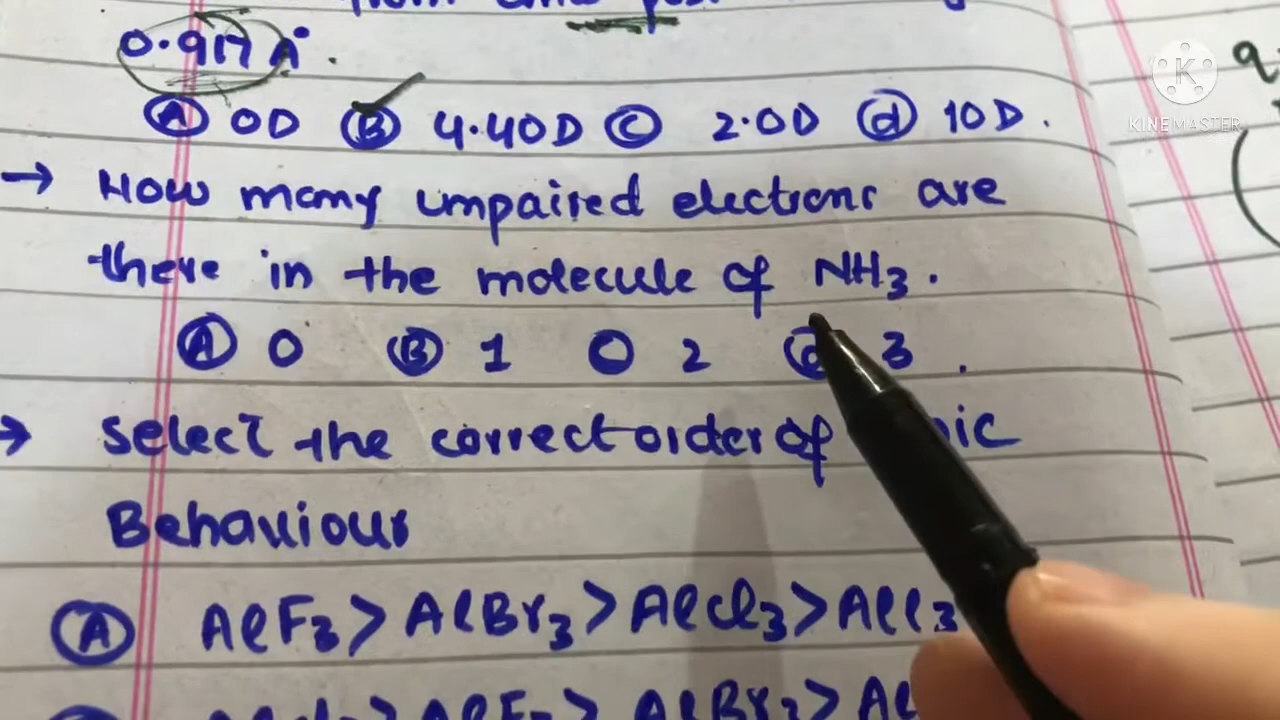 0.917 A°.
Ⓐ 0D Ⓑ 4.40D Ⓒ 2.0D ⓓ 10D.
→ How many unpaired electrons are
there in the molecule of NH3.
Ⓐ 0 Ⓑ 1 Ⓒ 2 ⓓ 3.
→ Select the correct order of
Behaviour
Ⓐ AlF3 > AlBr3 > AlCl3 > AlI3
KINEMASTER